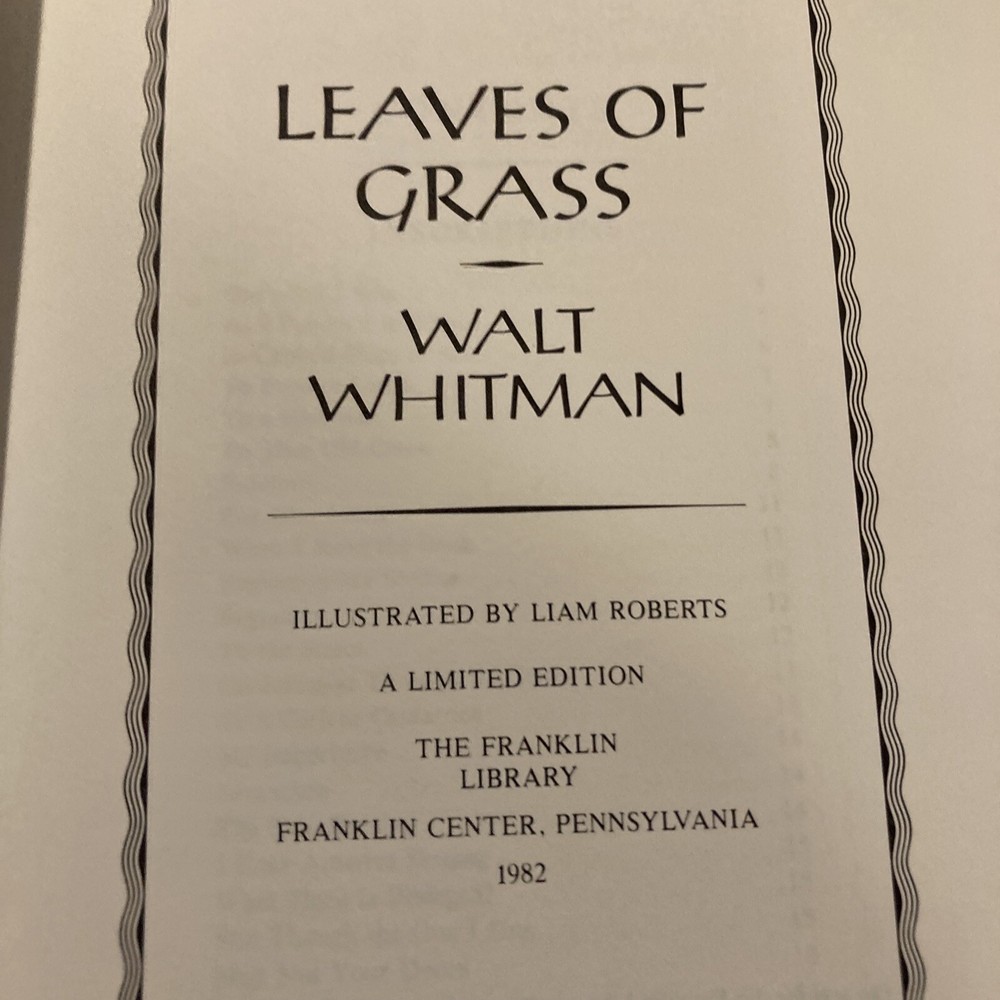 LEAVES OF
GRASS
WALT
WHITMAN
ILLUSTRATED BY LIAM ROBERTS
A LIMITED EDITION
THE FRANKLIN
LIBRARY
FRANKLIN CENTER, PENNSYLVANIA
1982